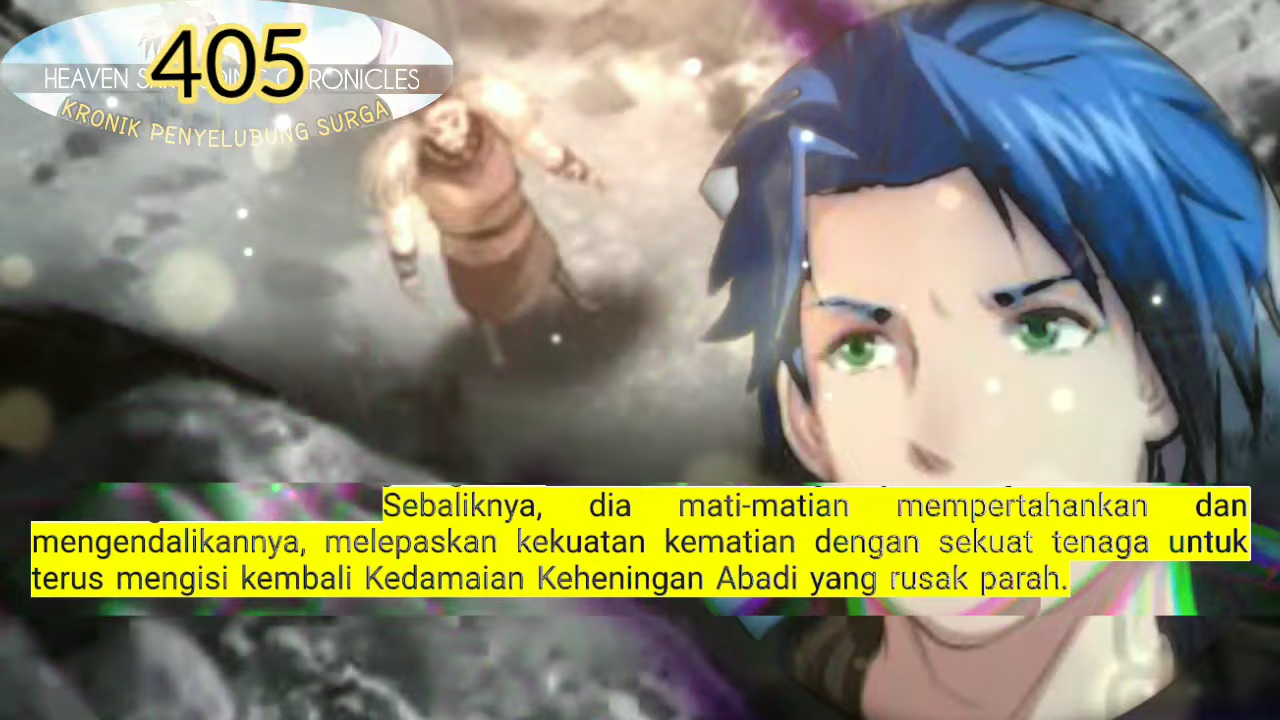 405
HEAVEN CHRONICLES
KRONIK PENYELUBUNG SURGA
Sebaliknya, dia mati-matian mempertahankan dan
mengendalikannya, melepaskan kekuatan kematian dengan sekuat tenaga untuk
terus mengisi kembali Kedamaian Keheningan Abadi yang rusak parah.